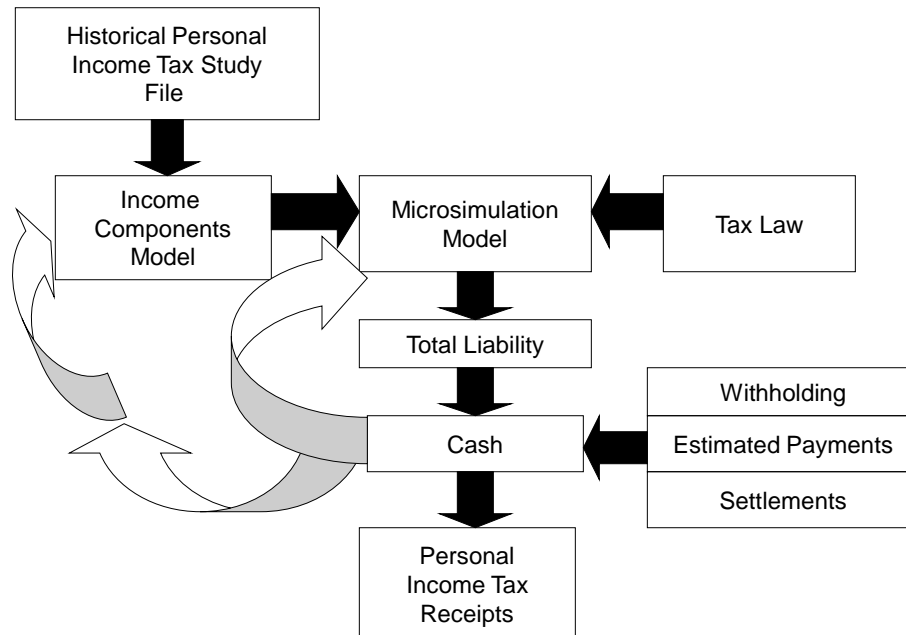 Historical Personal
Income Tax Study
File
Income
Components
Model
Microsimulation
Model
Tax Law
Total Liability
Withholding
Cash
Estimated Payments
Settlements
Personal
Income Tax
Receipts